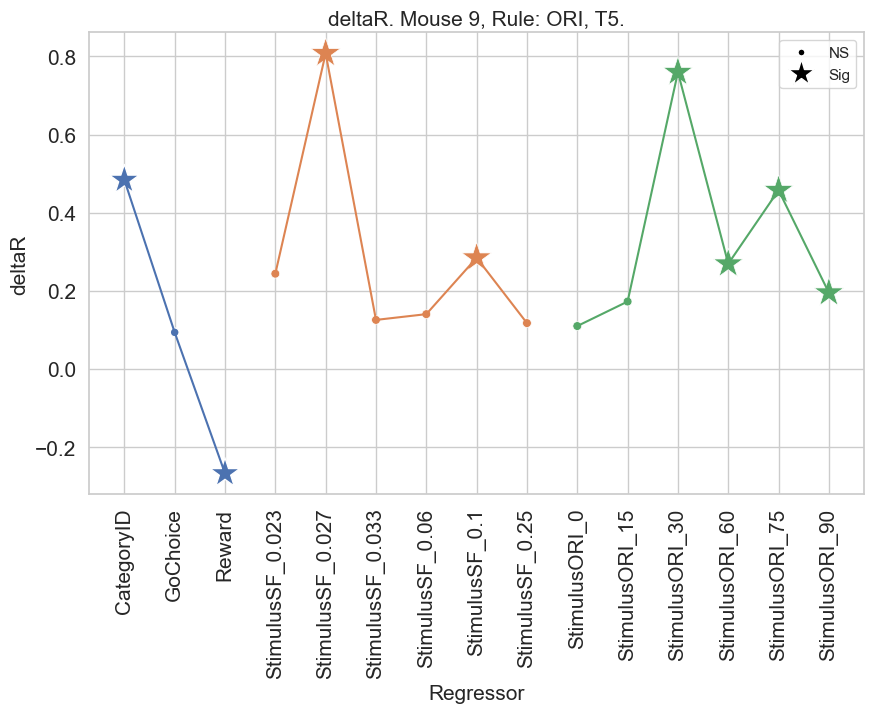 deltaR. Mouse 9, Rule: ORI, T5.
NS
Sig
deltaR
0.8
0.6
0.4
0.2
0.0
−0.2
CategoryID
GoChoice
Reward
StimulusSF_0.023
StimulusSF_0.027
StimulusSF_0.033
StimulusSF_0.06
StimulusSF_0.1
StimulusSF_0.25
StimulusORI_0
StimulusORI_15
StimulusORI_30
StimulusORI_60
StimulusORI_75
StimulusORI_90
Regressor